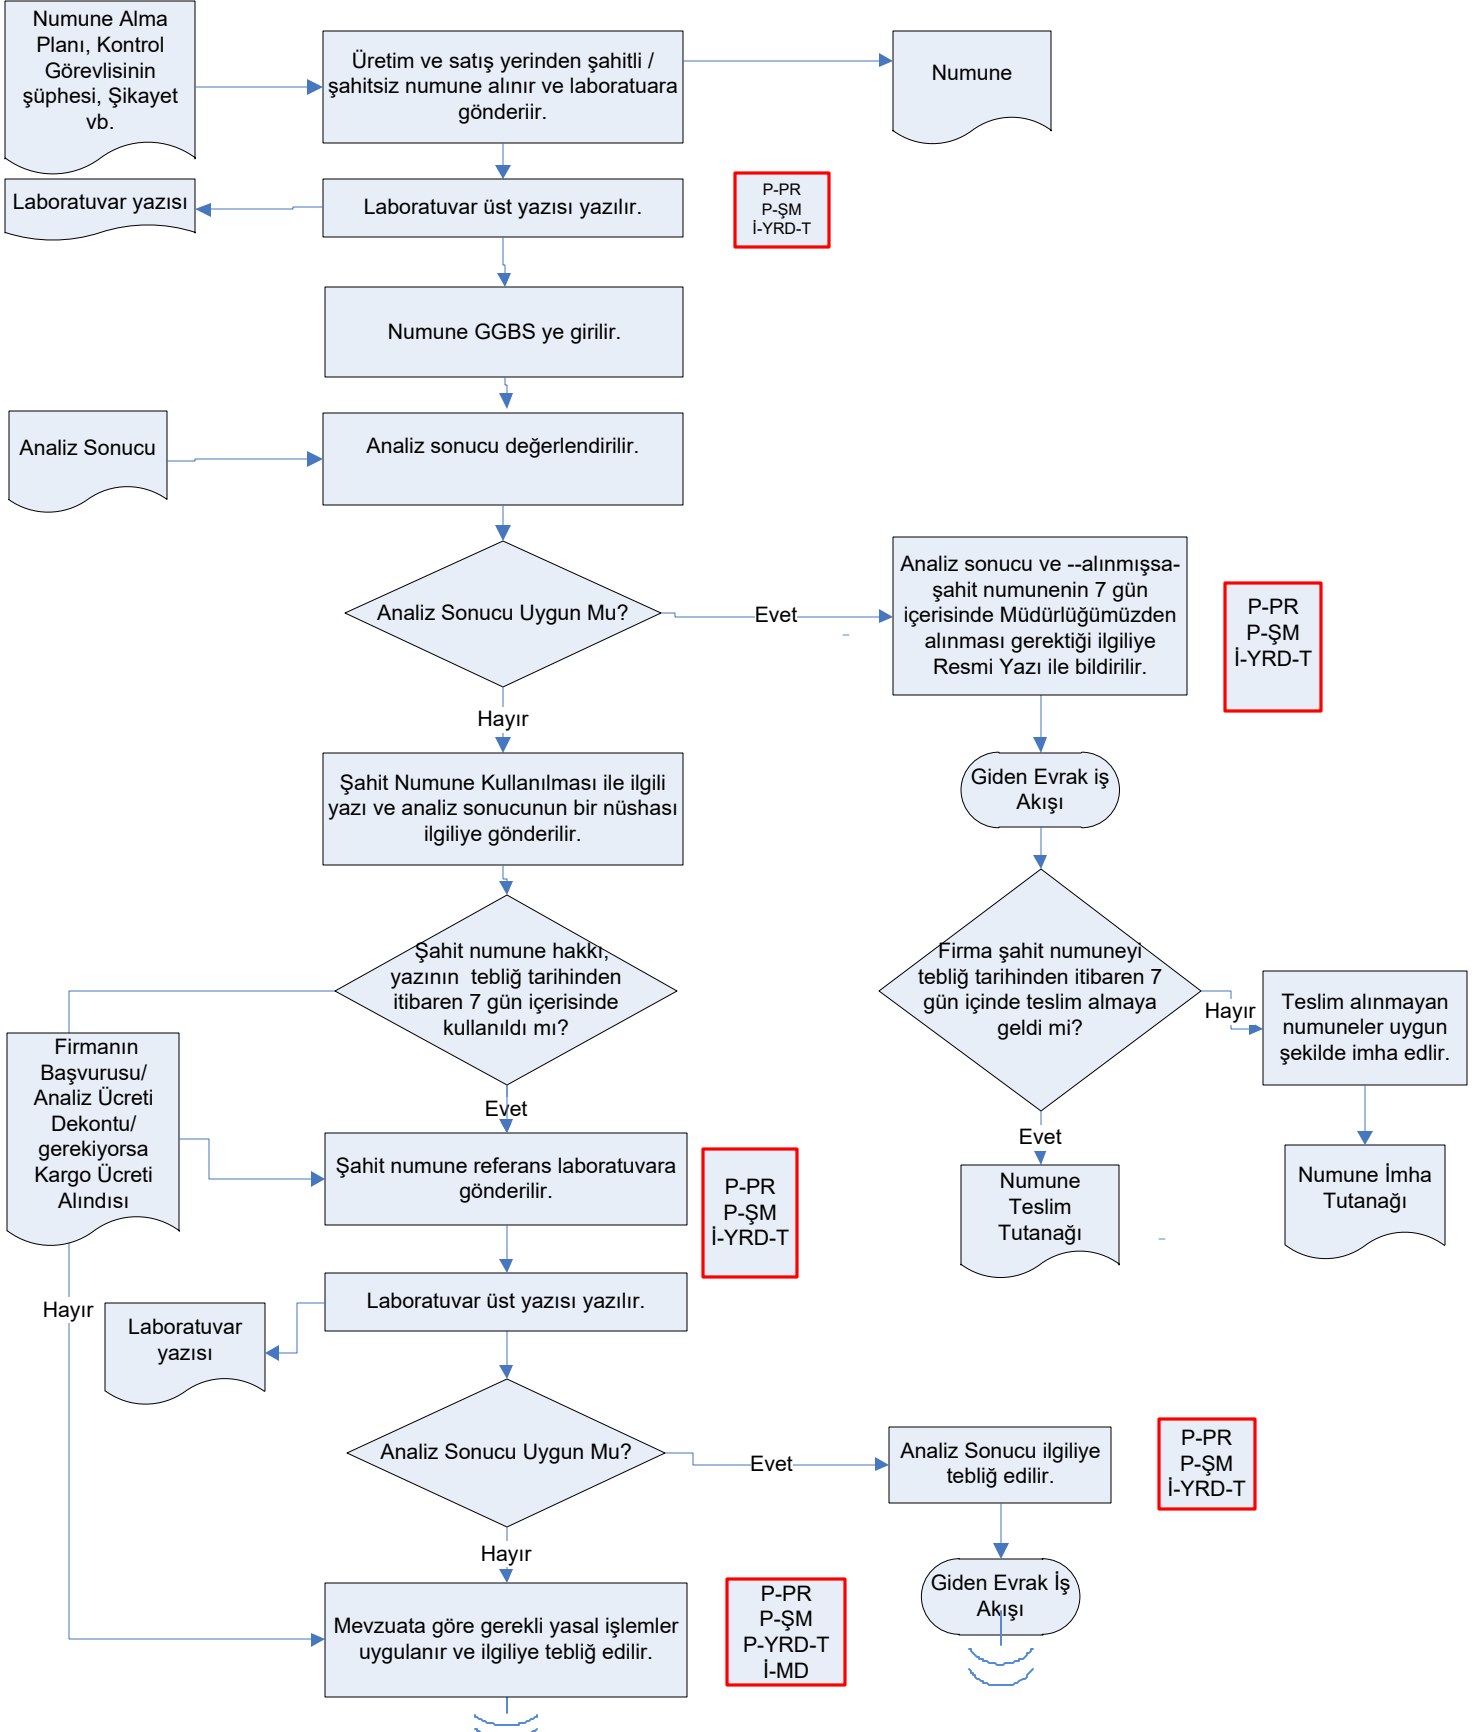 Numune Alma
Planı, Kontrol
Görevlisinin
şüphesi, Şikayet
vb.
Üretim ve satış yerinden şahitli /
şahitsiz numune alınır ve laboratuara
gönderiir.
Numune
Laboratuvar yazısı
Laboratuvar üst yazısı yazılır.
P-PR
P-ŞM
İ-YRD-T
Numune GGBS ye girilir.
Analiz Sonucu
Analiz sonucu değerlendirilir.
Analiz Sonucu Uygun Mu?
Evet
Analiz sonucu ve --alınmışsa-
şahit numunenin 7 gün
içerisinde Müdürlüğümüzden
alınması gerektiği ilgiliye
Resmi Yazı ile bildirilir.
P-PR
P-ŞM
İ-YRD-T
Hayır
Şahit Numune Kullanılması ile ilgili
yazı ve analiz sonucunun bir nüshası
ilgiliye gönderilir.
Giden Evrak iş
Akışı
Şahit numune hakkı,
yazının  tebliğ tarihinden
itibaren 7 gün içerisinde
kullanıldı mı?
Firma şahit numuneyi
tebliğ tarihinden itibaren 7
gün içinde teslim almaya
geldi mi?
Hayır
Teslim alınmayan
numuneler uygun
şekilde imha edlir.
Firmanın
Başvurusu/
Analiz Ücreti
Dekontu/
gerekiyorsa
Kargo Ücreti
Alındısı
Evet
Şahit numune referans laboratuvara
gönderilir.
P-PR
P-ŞM
İ-YRD-T
Evet
Numune
Teslim
Tutanağı
Numune İmha
Tutanağı
Hayır
Laboratuvar
yazısı
Laboratuvar üst yazısı yazılır.
Analiz Sonucu Uygun Mu?
Evet
Analiz Sonucu ilgiliye
tebliğ edilir.
P-PR
P-ŞM
İ-YRD-T
Hayır
Mevzuata göre gerekli yasal işlemler
uygulanır ve ilgiliye tebliğ edilir.
P-PR
P-ŞM
P-YRD-T
İ-MD
Giden Evrak İş
Akışı